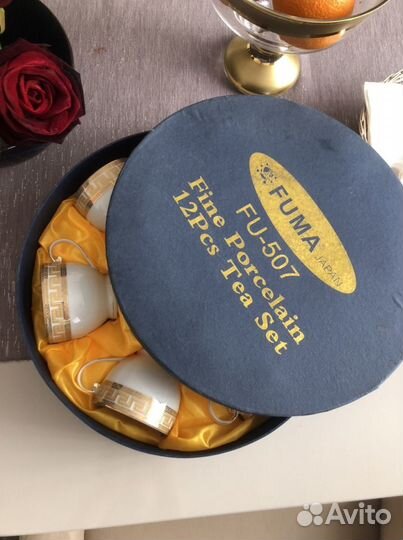 FUMA
JAPAN
FU-507
Fine Porcelain
12Pcs Tea Set
Avito